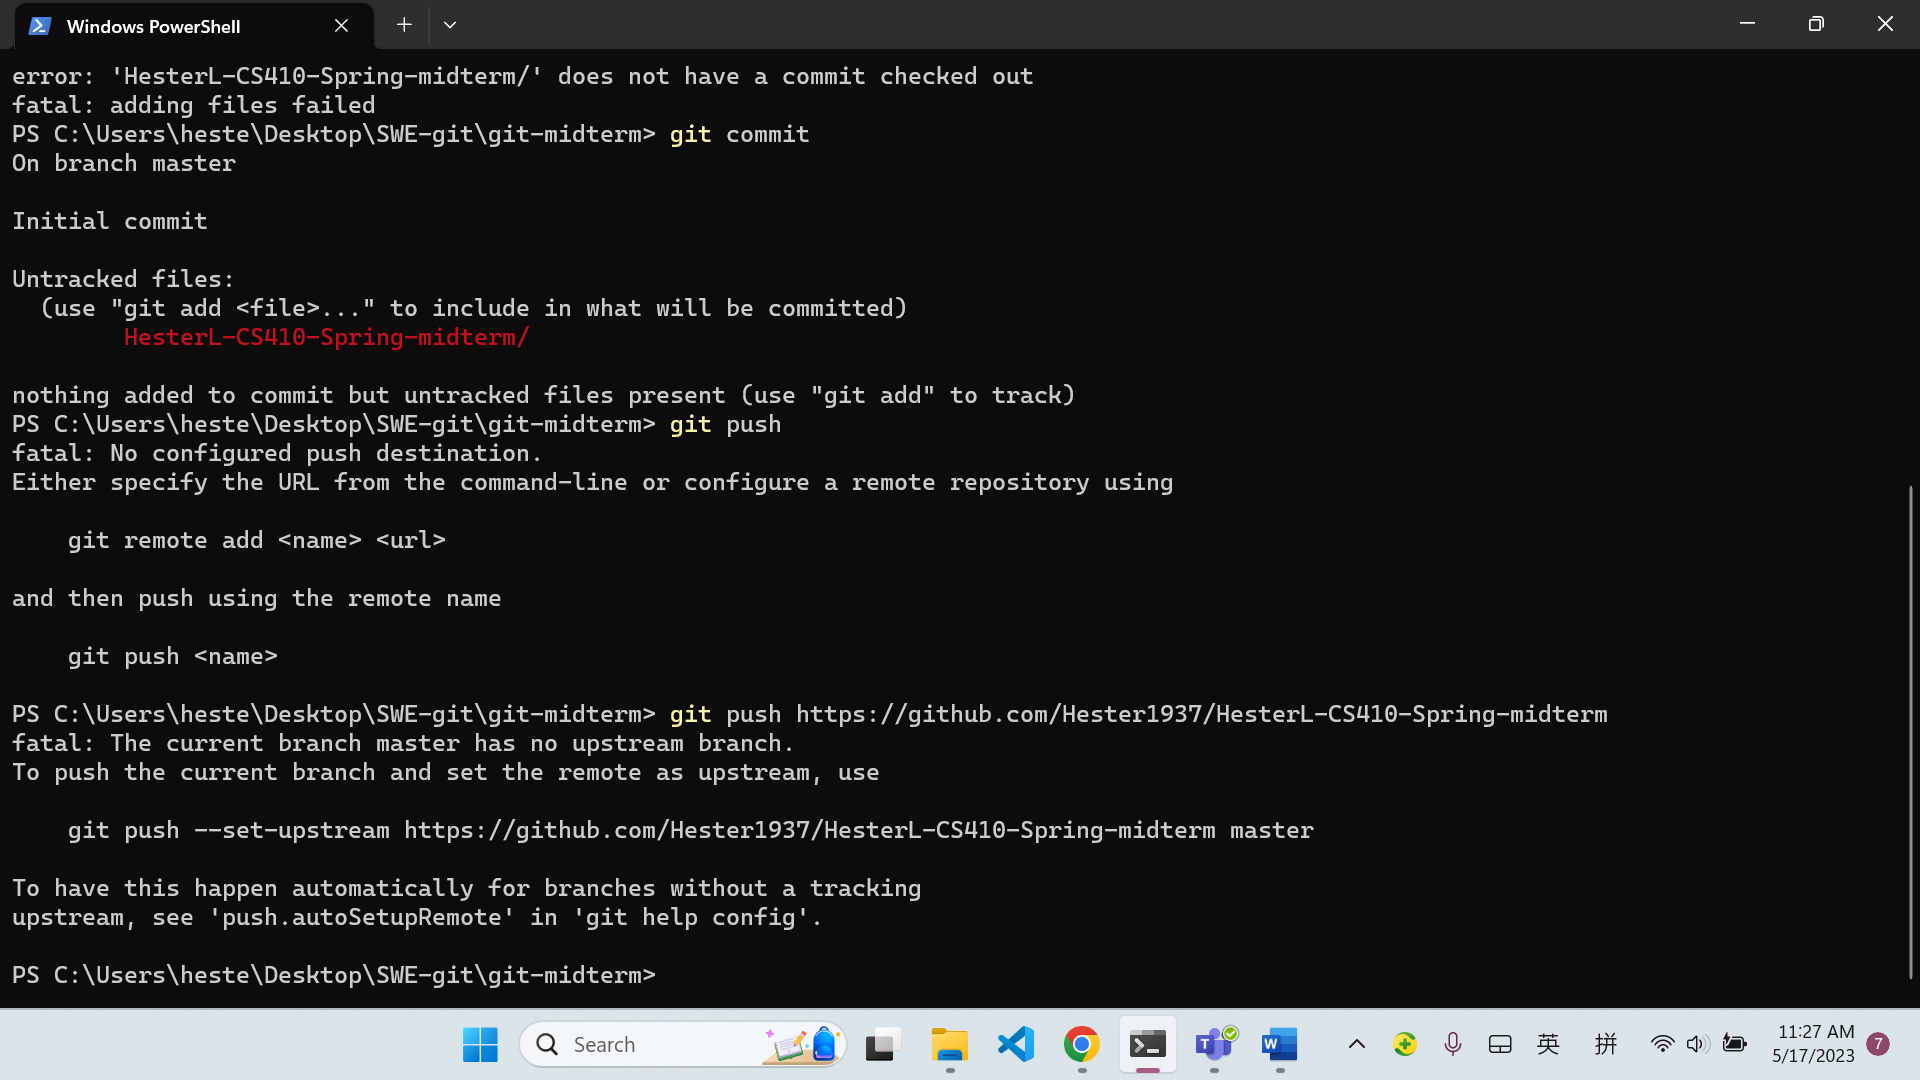 Windows PowerShell
error: 'HesterL-CS410-Spring-midterm/' does not have a commit checked out
fatal: adding files failed
PS C:\Users\heste\Desktop\SWE-git\git-midterm> git commit
On branch master
Initial commit
Untracked files:
  (use "git add <file>..." to include in what will be committed)
        HesterL-CS410-Spring-midterm/
nothing added to commit but untracked files present (use "git add" to track)
PS C:\Users\heste\Desktop\SWE-git\git-midterm> git push
fatal: No configured push destination.
Either specify the URL from the command-line or configure a remote repository using
    git remote add <name> <url>
and then push using the remote name
    git push <name>
PS C:\Users\heste\Desktop\SWE-git\git-midterm> git push https://github.com/Hester1937/HesterL-CS410-Spring-midterm
fatal: The current branch master has no upstream branch.
To push the current branch and set the remote as upstream, use
    git push --set-upstream https://github.com/Hester1937/HesterL-CS410-Spring-midterm master
To have this happen automatically for branches without a tracking
upstream, see 'push.autoSetupRemote' in 'git help config'.
PS C:\Users\heste\Desktop\SWE-git\git-midterm>
Search
T
W
英
拼
11:27 AM
5/17/2023
7